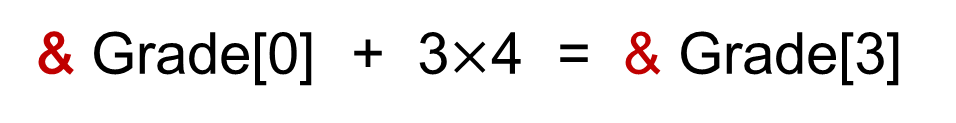 & Grade[0] + 3×4 = & Grade[3]